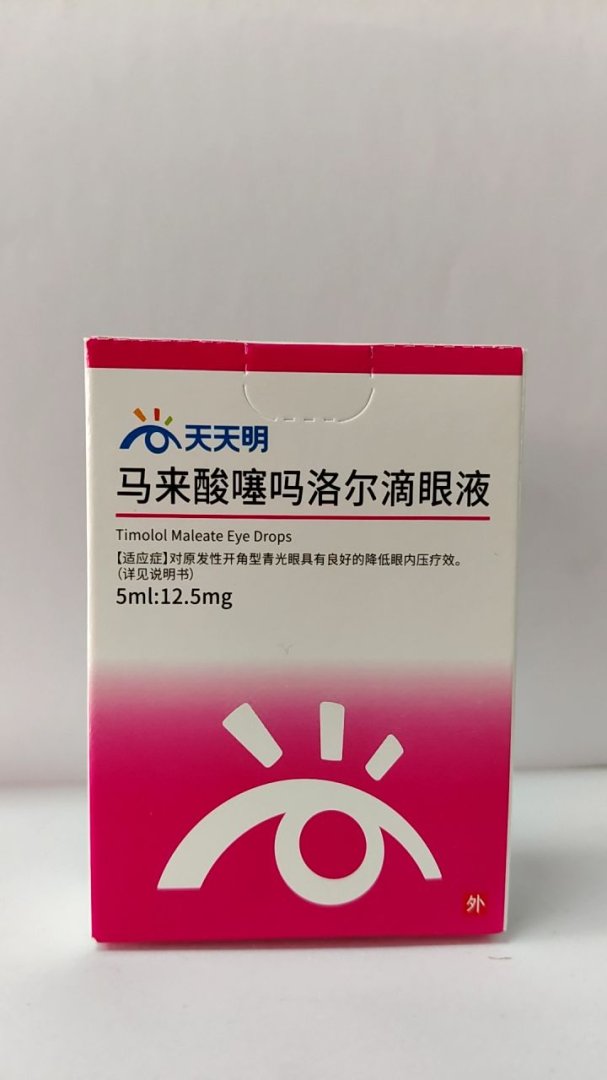 天天明
马来酸噻吗洛尔滴眼液
Timolol Maleate Eye Drops
【适应症】对原发性开角型青光眼具有良好的降低眼内压疗效。
（详见说明书）
5ml:12.5mg
外